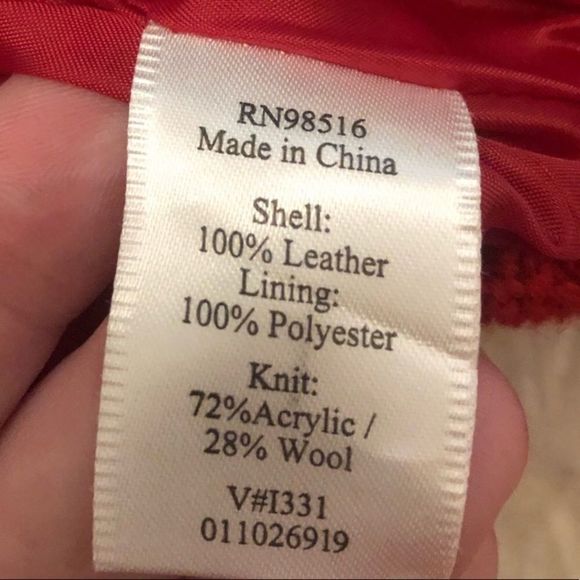 RN98516
Made in China
Shell:
100% Leather
Lining:
100% Polyester
Knit:
72%Acrylic /
28% Wool
V#I331
011026919